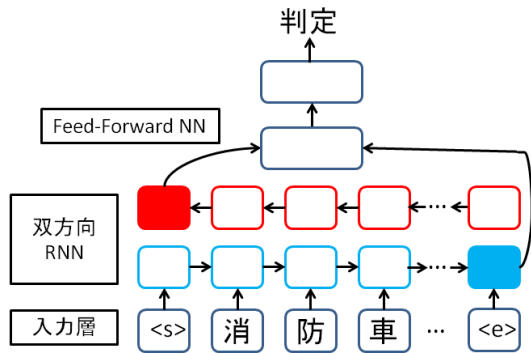 判定
Feed-Forward NN
双方向
RNN
…
…
入力層
<s>
消
防
車
…
<e>